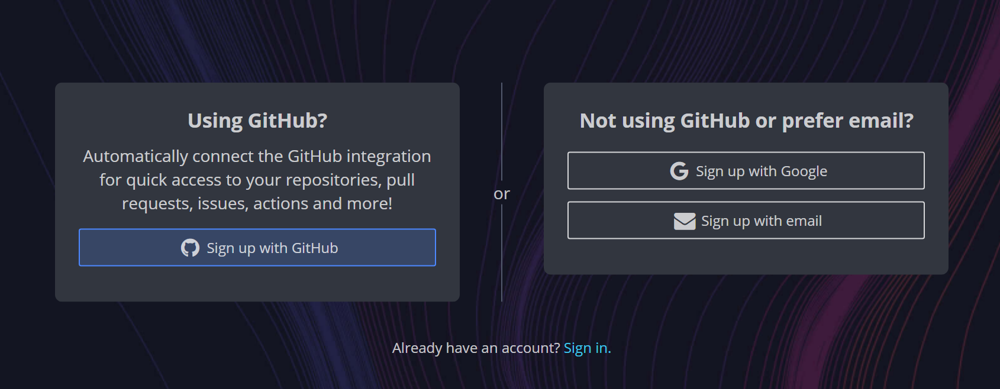 Using GitHub?
Automatically connect the GitHub integration
for quick access to your repositories, pull
requests, issues, actions and more!
Sign up with GitHub
or
Not using GitHub or prefer email?
Sign up with Google
Sign up with email
Already have an account? Sign in.